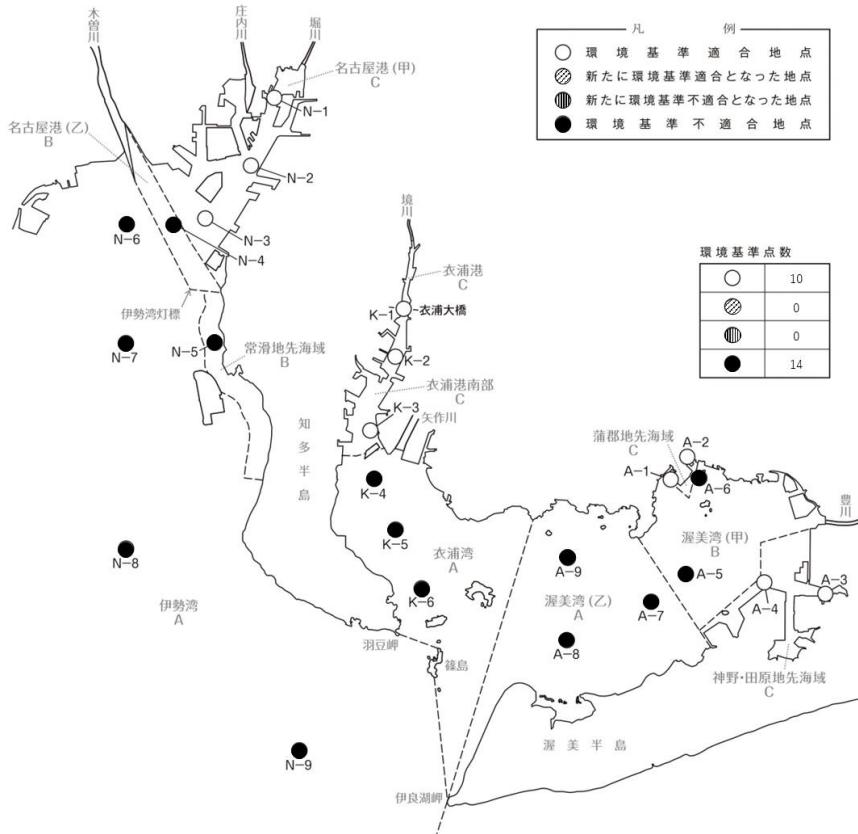 木曽川
庄内川
堀川
名古屋港(甲)
C
N-1
名古屋港(乙)
B
N-2
N-3
N-6
N-4
伊勢湾灯標
N-7
N-5
常滑地先海域
B
境川
衣浦港
C
K-1
衣浦大橋
K-2
衣浦港南部
C
K-3
矢作川
知多半島
K-4
K-5
衣浦湾
A
K-6
N-8
伊勢湾
A
羽豆岬
篠島
N-9
伊良湖岬
蒲郡地先海域
C
A-2
A-1
A-6
豊川
渥美湾(甲)
B
A-9
A-5
A-3
A-4
渥美湾(乙)
A
A-7
A-8
神野・田原地先海域
C
渥美半島
凡例
環境基準適合地点
新たに環境基準適合となった地点
新たに環境基準不適合となった地点
環境基準不適合地点
環境基準点数
10
0
0
14